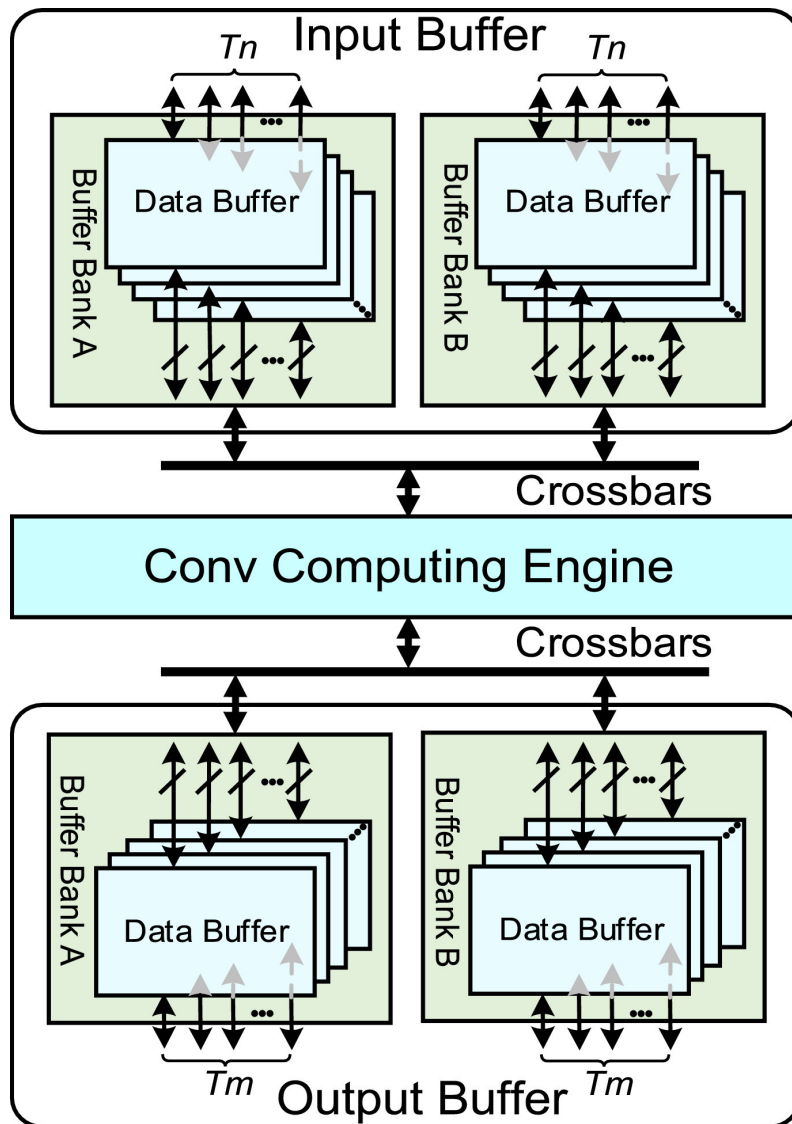 Input Buffer
Tn
Tn
Buffer Bank A
Data Buffer
Buffer Bank B
Data Buffer
Crossbars
Conv Computing Engine
Crossbars
Buffer Bank A
Data Buffer
Buffer Bank B
Data Buffer
Tm
Tm
Output Buffer